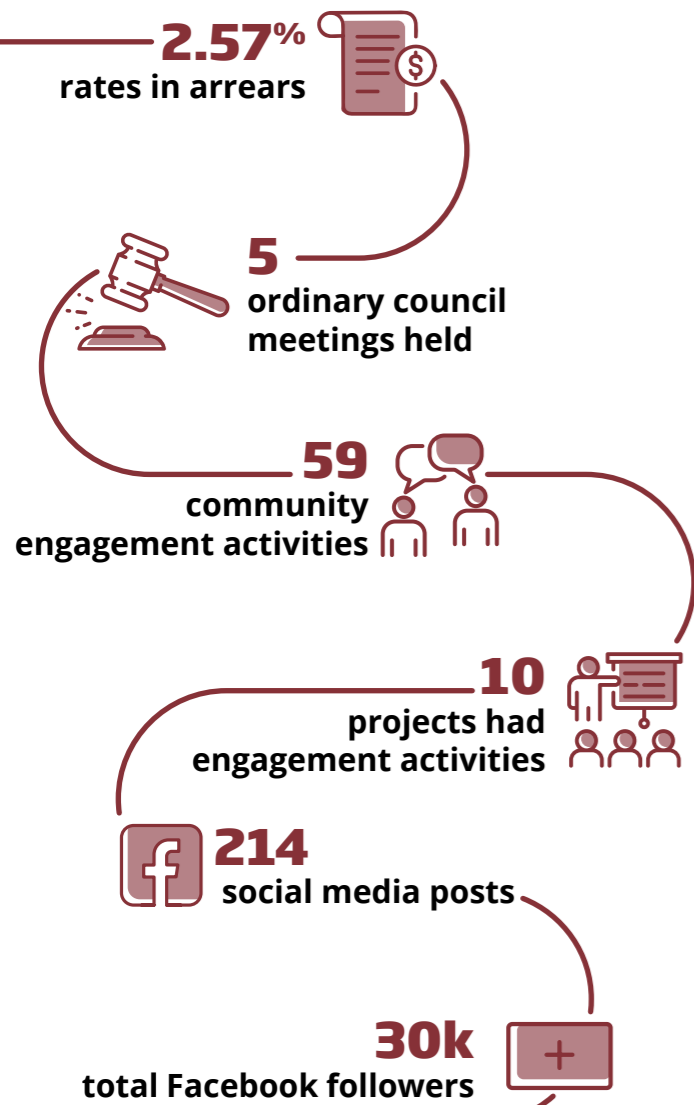 2.57%
rates in arrears
$
5
ordinary council
meetings held
59
community
engagement activities
10
projects had
engagement activities
f
214
social media posts
30k
+
total Facebook followers